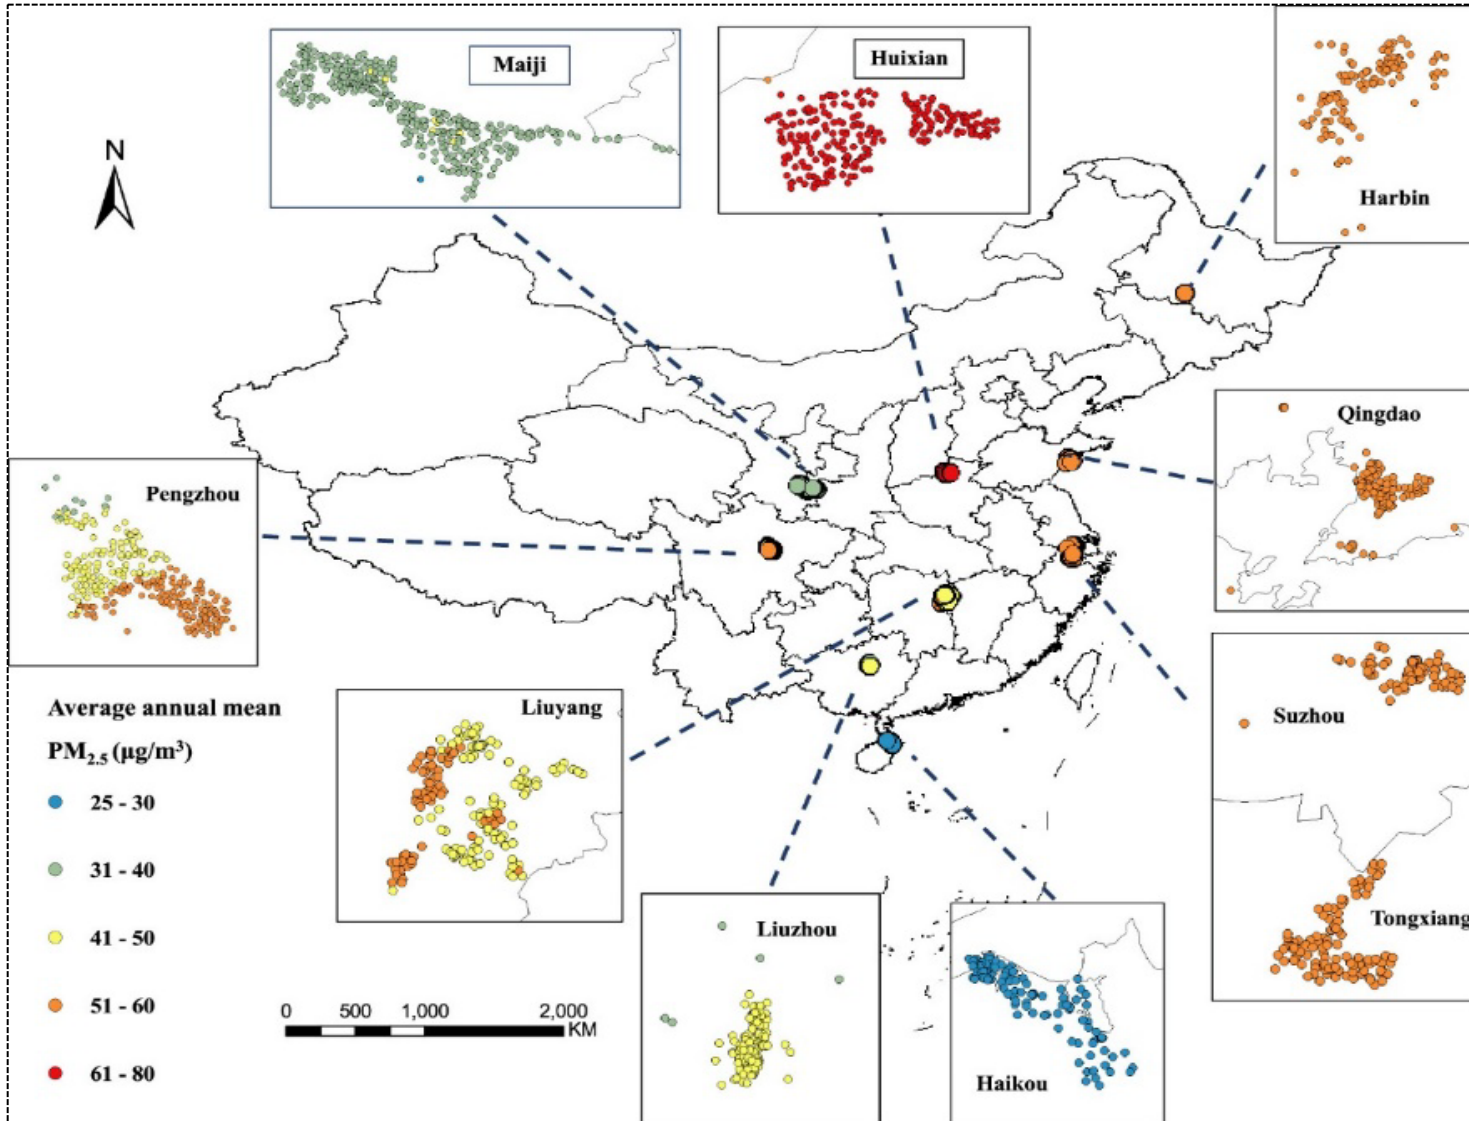 Maiji
Huixian
Harbin
N
Qingdao
Pengzhou
Suzhou
Tongxiang
Liuyang
Liuzhou
Haikou
Average annual mean
PM2.5 (µg/m³)
25 - 30
31 - 40
41 - 50
51 - 60
61 - 80
0 500 1,000 2,000
KM